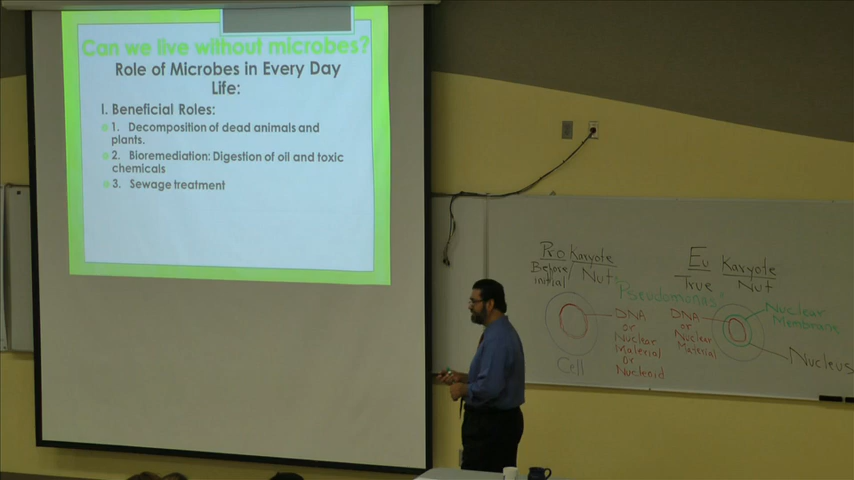 Can we live without microbes?
Role of Microbes in Every Day
Life:
I. Beneficial Roles:
1. Decomposition of dead animals and
plants.
2. Bioremediation: Digestion of oil and toxic
chemicals
3. Sewage treatment
Pro Karyote
Before/ Nut
initial
"Pseudomonas"
DNA
or
Nuclear
Material
or
Nucleoid
Cell
Eu Karyote
True Nut
DNA
or
Nuclear
Material
Nuclear
Membrane
Nucleus